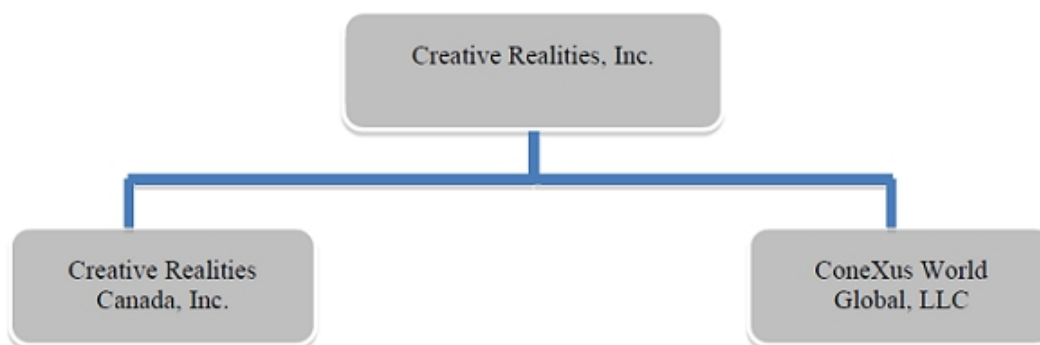 Creative Realities, Inc.
Creative Realities
Canada, Inc.
ConeXus World
Global, LLC